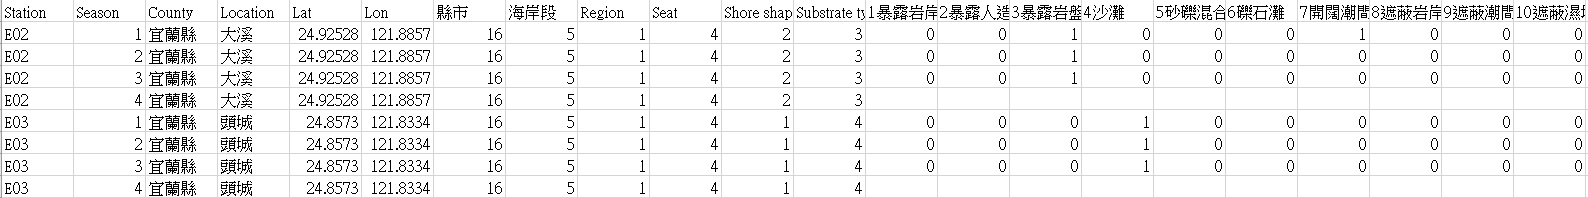 Station Season County Location Lat Lon 縣市 海岸段 Region Seat Shore shap Substrate ty 1暴露岩岸 2暴露人造 3暴露岩盤 4沙灘 5砂礫混合 6礫石灘 7開闊潮間 8遮蔽岩岸 9遮蔽潮間 10遮蔽濕
E02 1 宜蘭縣 大溪 24.92528 121.8857 16 5 1 4 2 3 0 0 1 0 0 0 1 0 0 0
E02 2 宜蘭縣 大溪 24.92528 121.8857 16 5 1 4 2 3 0 0 1 0 0 0 0 0 0 0
E02 3 宜蘭縣 大溪 24.92528 121.8857 16 5 1 4 2 3 0 0 1 0 0 0 0 0 0 0
E02 4 宜蘭縣 大溪 24.92528 121.8857 16 5 1 4 2 3
E03 1 宜蘭縣 頭城 24.8573 121.8334 16 5 1 4 1 4 0 0 0 1 0 0 0 0 0 0
E03 2 宜蘭縣 頭城 24.8573 121.8334 16 5 1 4 1 4 0 0 0 1 0 0 0 0 0 0
E03 3 宜蘭縣 頭城 24.8573 121.8334 16 5 1 4 1 4 0 0 0 1 0 0 0 0 0 0
E03 4 宜蘭縣 頭城 24.8573 121.8334 16 5 1 4 1 4